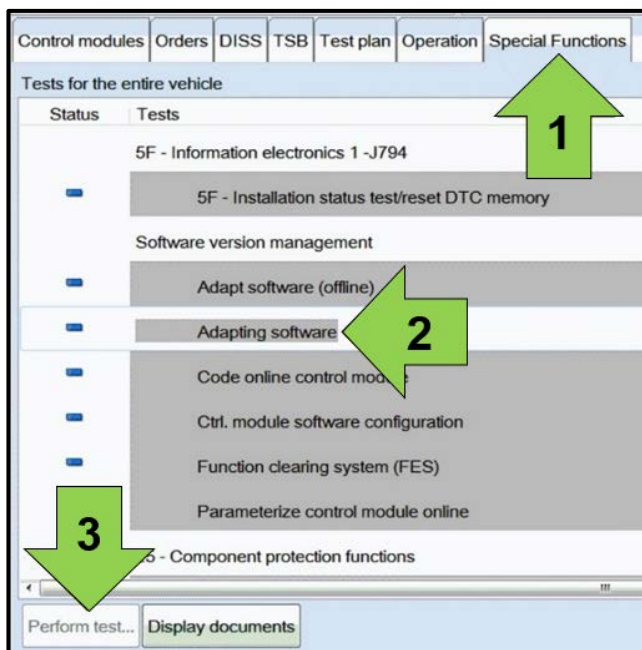 Control modules Orders DISS TSB Test plan Operation Special Functions
Tests for the entire vehicle
Status Tests
1
5F - Information electronics 1 -J794
5F - Installation status test/reset DTC memory
Software version management
Adapt software (offline)
Adapting software
2
Code online control module
Ctrl. module software configuration
Function clearing system (FES)
Parameterize control module online
3
5 - Component protection functions
Perform test... Display documents